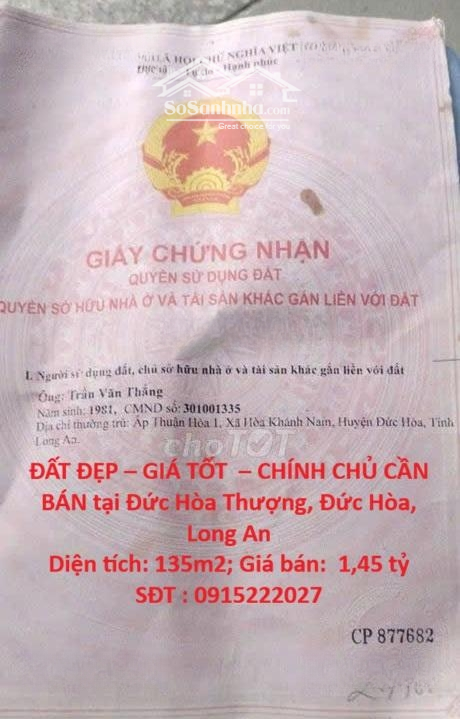 CỘNG HOÀ XÃ HỘI CHỦ NGHĨA VIỆT
Độc lập - Tự do - Hạnh phúc
SoSanhnha.com
Great choice for you
GIẤY CHỨNG NHẬN
QUYỀN SỬ DỤNG ĐẤT
QUYỀN SỞ HỮU NHÀ Ở VÀ TÀI SẢN KHÁC GẮN LIỀN VỚI ĐẤT
I. Người sử dụng đất, chủ sở hữu nhà ở và tài sản khác gắn liền với đất
Ông: Trần Văn Thắng
Năm sinh: 1981, CMND số: 301001335
Địa chỉ thường trú: Ấp Thuận Hòa 1, Xã Hòa Khánh Nam, Huyện Đức Hòa, Tỉnh
Long An.
choTỐT
ĐẤT ĐẸP – GIÁ TỐT – CHÍNH CHỦ CẦN
BÁN tại Đức Hòa Thượng, Đức Hòa,
Long An
Diện tích: 135m2; Giá bán: 1,45 tỷ
SĐT : 0915222027
CP 877682